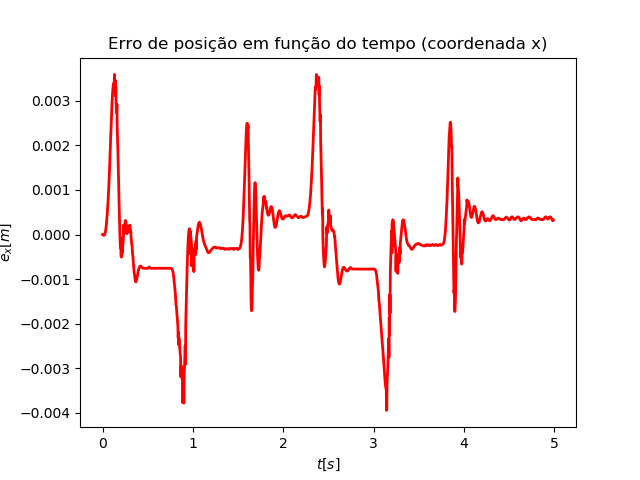 Erro de posição em função do tempo (coordenada x)
0.003
0.002
0.001
0.000
−0.001
−0.002
−0.003
−0.004
e_x[m]
0 1 2 3 4 5
t[s]